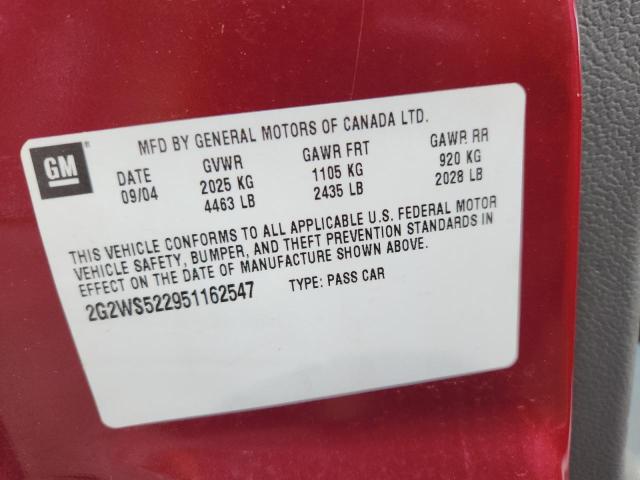 GM
MFD BY GENERAL MOTORS OF CANADA LTD.
DATE GVWR GAWR FRT GAWR RR
09/04 2025 KG 1105 KG 920 KG
4463 LB 2435 LB 2028 LB
THIS VEHICLE CONFORMS TO ALL APPLICABLE U.S. FEDERAL MOTOR
VEHICLE SAFETY, BUMPER, AND THEFT PREVENTION STANDARDS IN
EFFECT ON THE DATE OF MANUFACTURE SHOWN ABOVE.
2G2WS522951162547 TYPE: PASS CAR